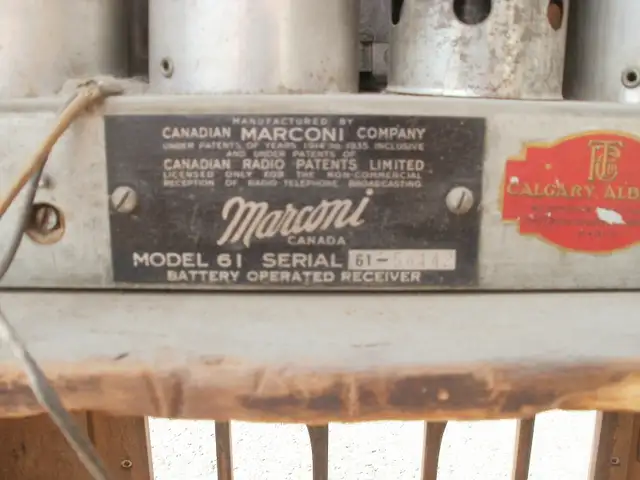 MANUFACTURED BY
CANADIAN MARCONI COMPANY
UNDER PATENTS OF YEARS 1914 TO 1935 INCLUSIVE
AND UNDER PATENTS OF
CANADIAN RADIO PATENTS LIMITED
LICENSED ONLY FOR THE NON-COMMERCIAL
RECEPTION OF RADIO TELEPHONE BROADCASTING.
Marconi
CANADA
MODEL 61 SERIAL 61-
BATTERY OPERATED RECEIVER
CALGARY, ALB